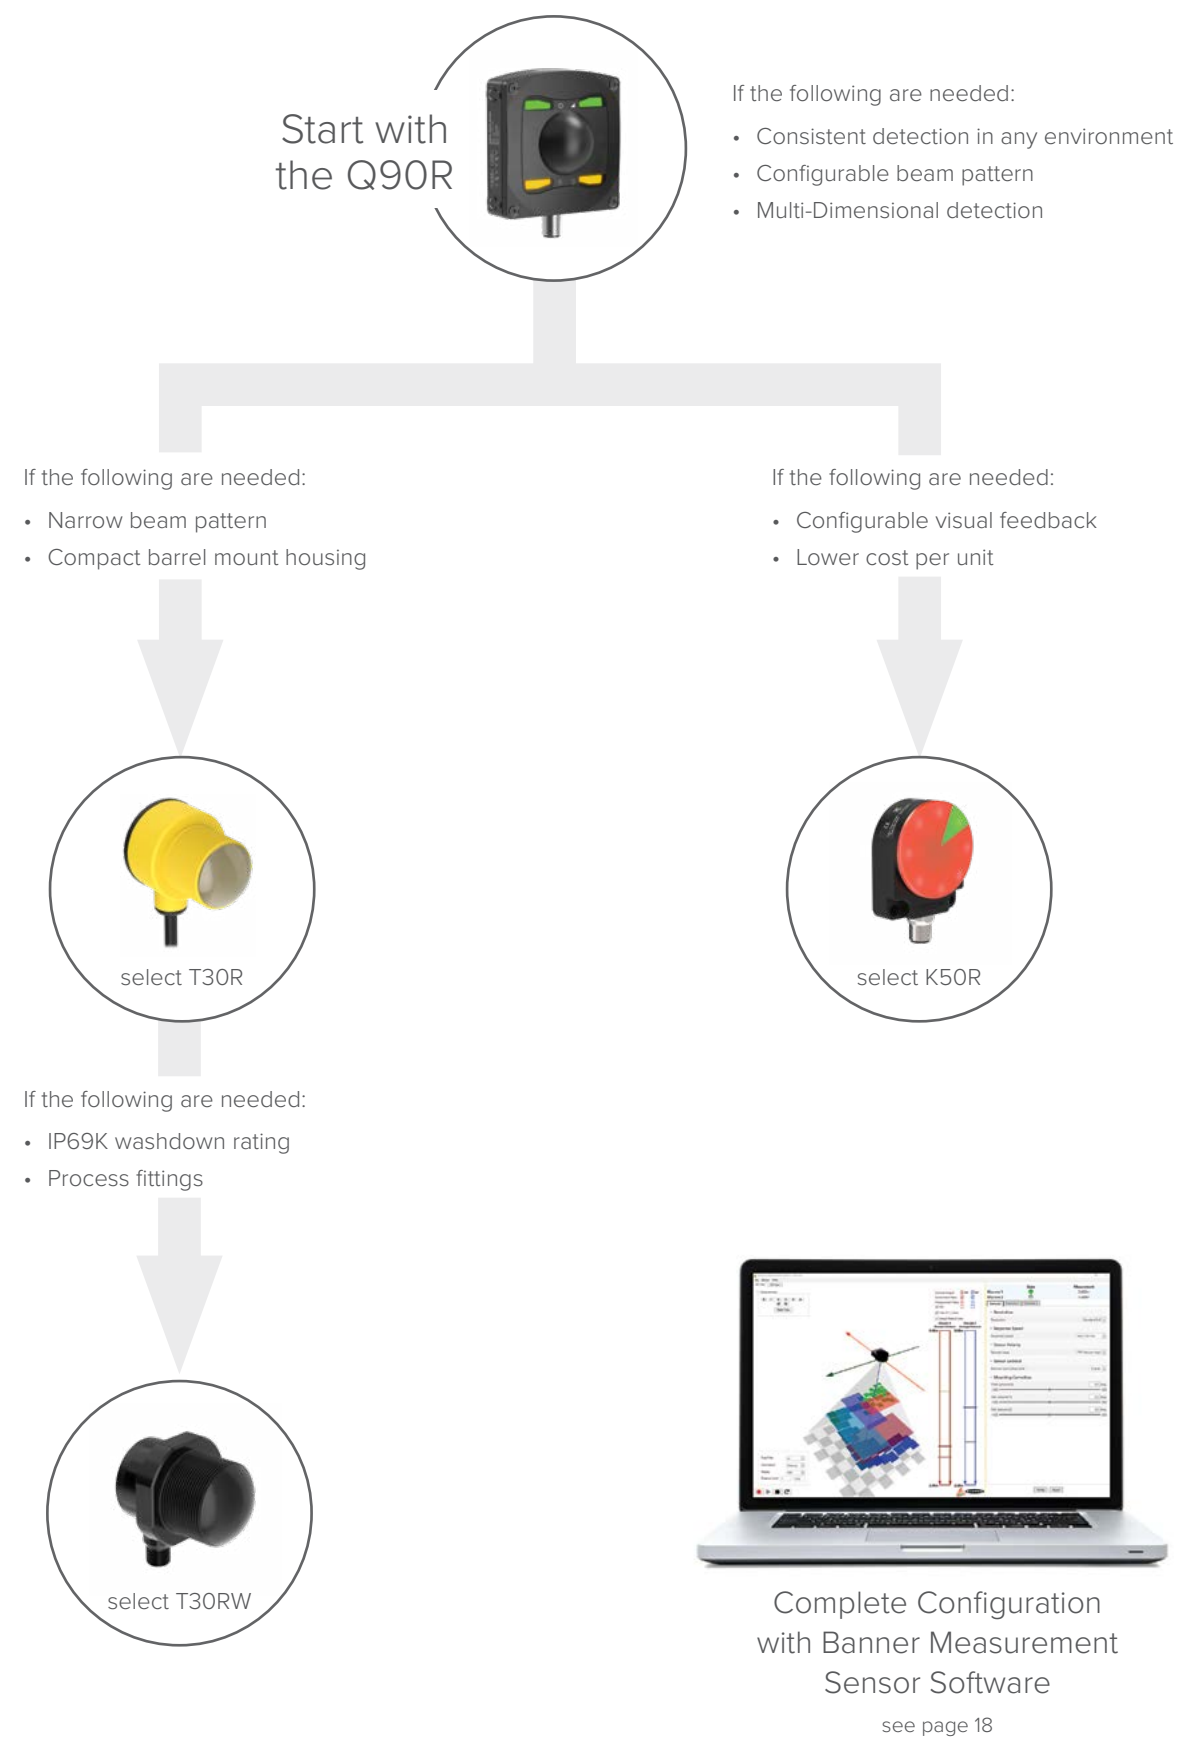 Start with
the Q90R
If the following are needed:
• Consistent detection in any environment
• Configurable beam pattern
• Multi-Dimensional detection
If the following are needed:
• Narrow beam pattern
• Compact barrel mount housing
If the following are needed:
• Configurable visual feedback
• Lower cost per unit
select T30R
select K50R
If the following are needed:
• IP69K washdown rating
• Process fittings
select T30RW
Complete Configuration
with Banner Measurement
Sensor Software
see page 18